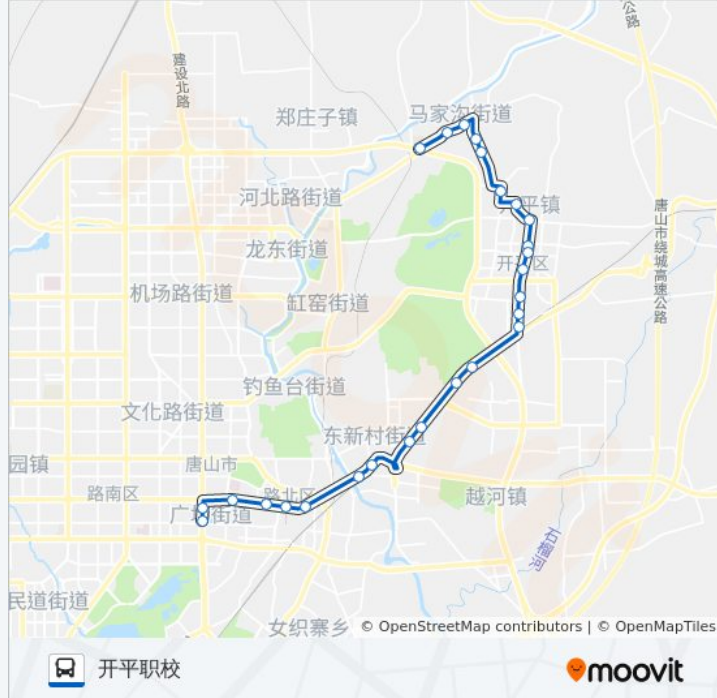 公路
建设北路
郑庄子镇
马家沟街道
河北路街道
开平镇
龙东街道
开平区
唐山市绕城高速公路
机场路街道
缸窑街道
钓鱼台街道
文化路街道
东新村街道
园镇
唐山市
路南区
路北区
越河镇
广场街道
石榴河
民道街道
女织寨乡
© OpenStreetMap contributors | © OpenMapTiles
开平职校
moovit